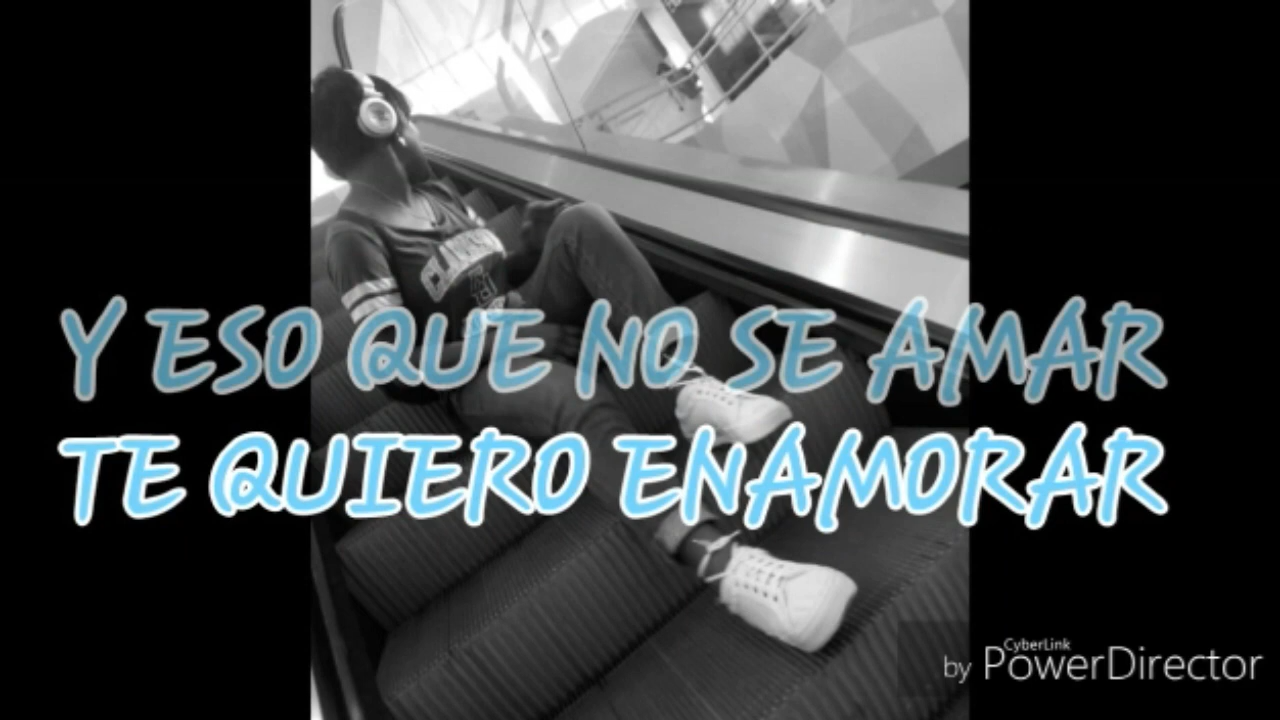 Y ESO QUE NO SE AMAR
TE QUIERO ENAMORAR
CyberLink
by PowerDirector